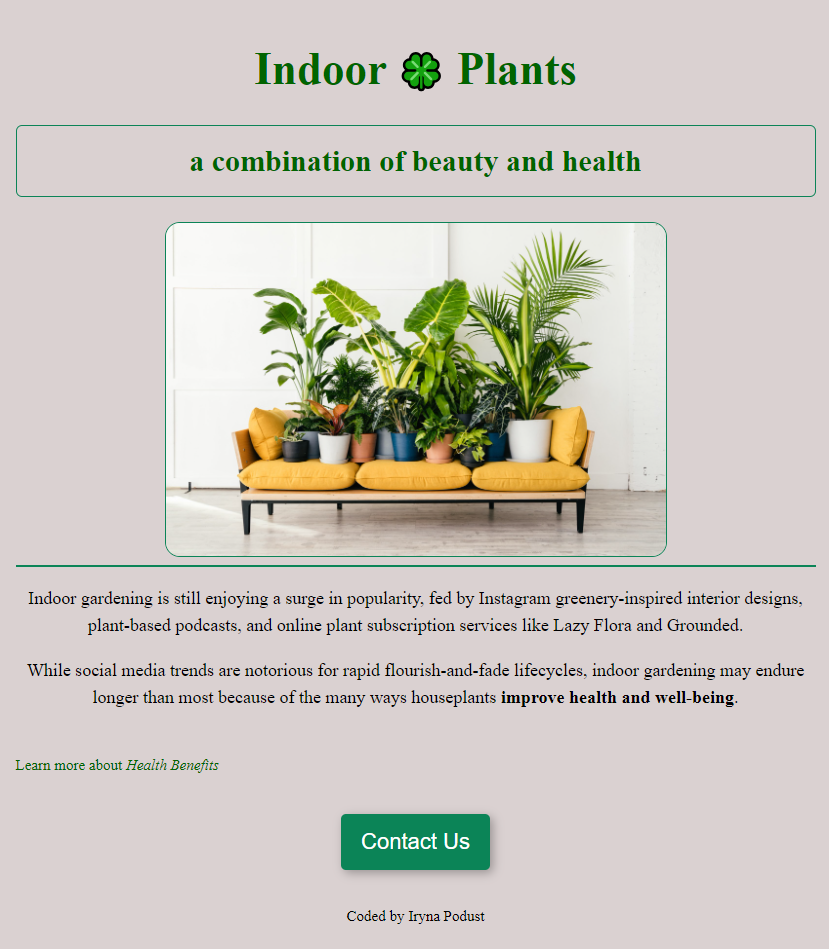 Indoor 🍀 Plants
a combination of beauty and health
Indoor gardening is still enjoying a surge in popularity, fed by Instagram greenery-inspired interior designs,
plant-based podcasts, and online plant subscription services like Lazy Flora and Grounded.
While social media trends are notorious for rapid flourish-and-fade lifecycles, indoor gardening may endure
longer than most because of the many ways houseplants improve health and well-being.
Learn more about Health Benefits
Contact Us
Coded by Iryna Podust